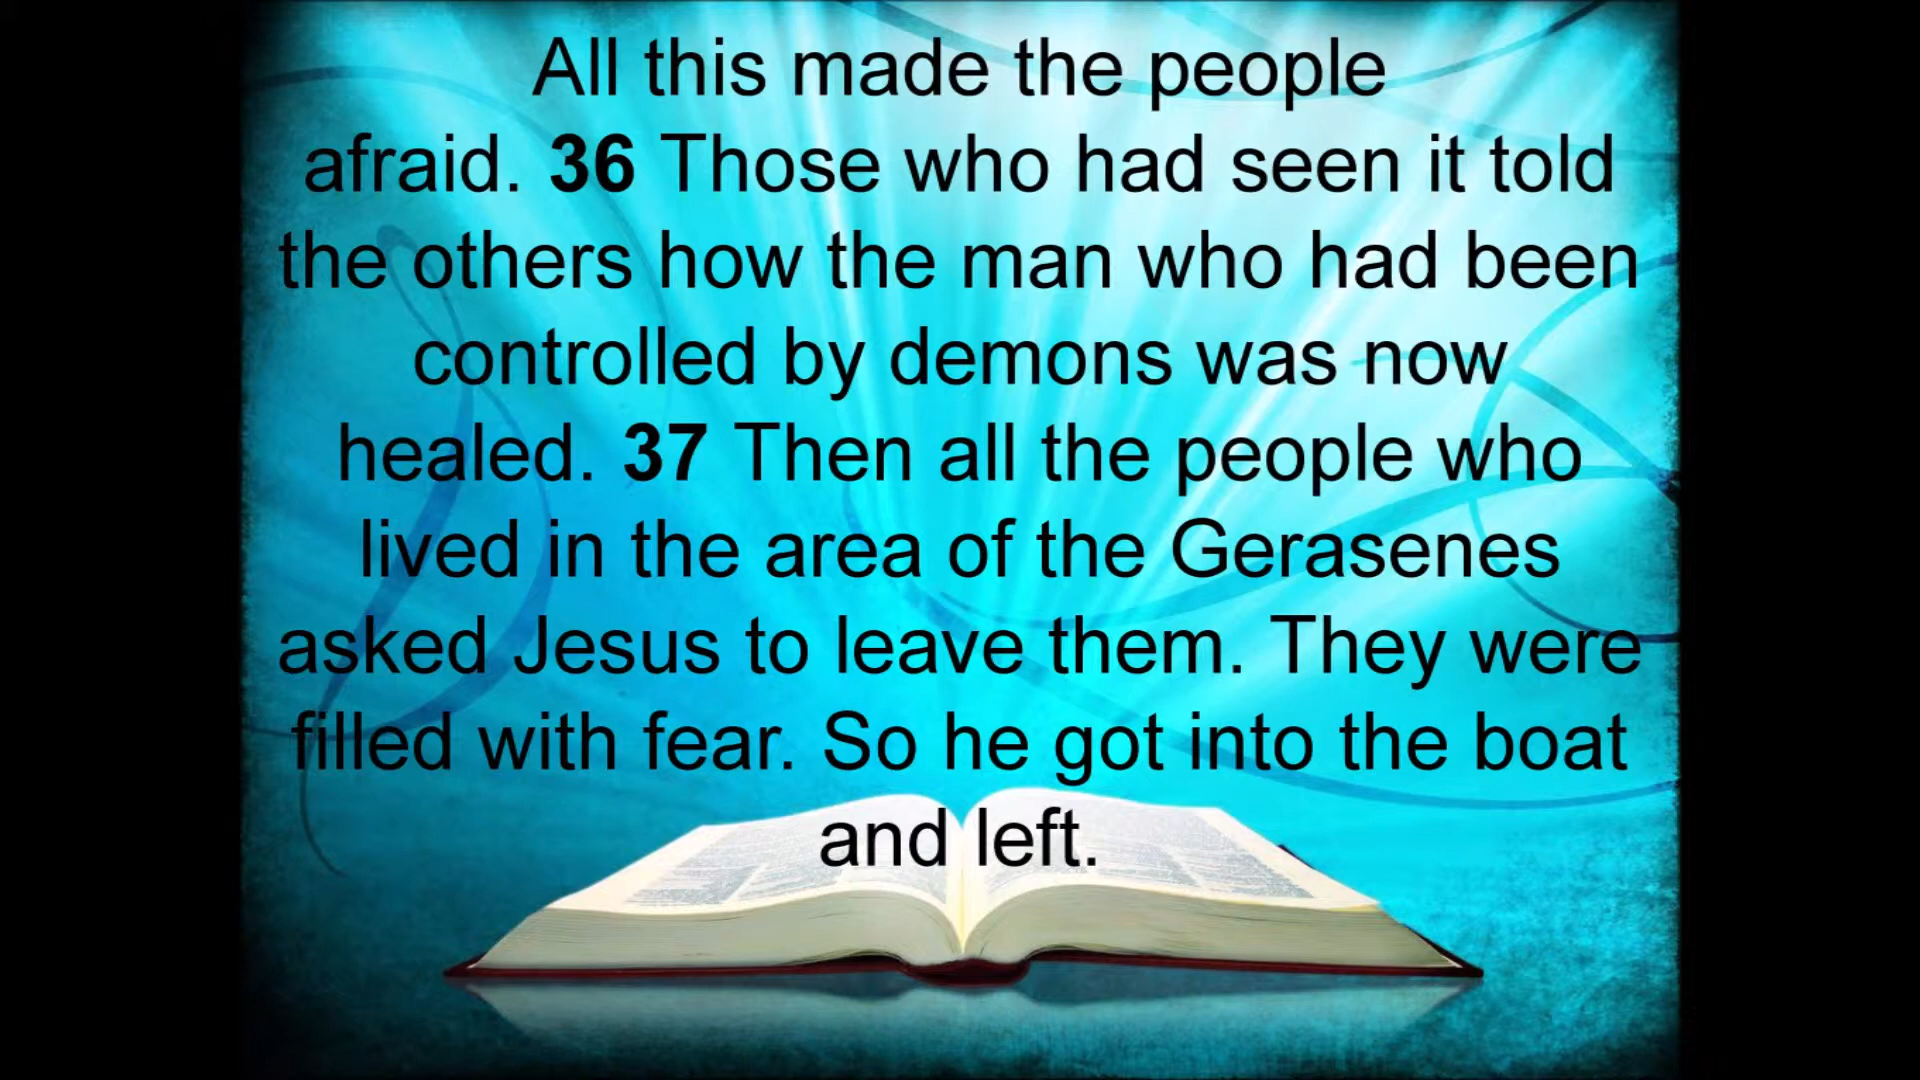 All this made the people
afraid. 36 Those who had seen it told
the others how the man who had been
controlled by demons was now
healed. 37 Then all the people who
lived in the area of the Gerasenes
asked Jesus to leave them. They were
filled with fear. So he got into the boat
and left.